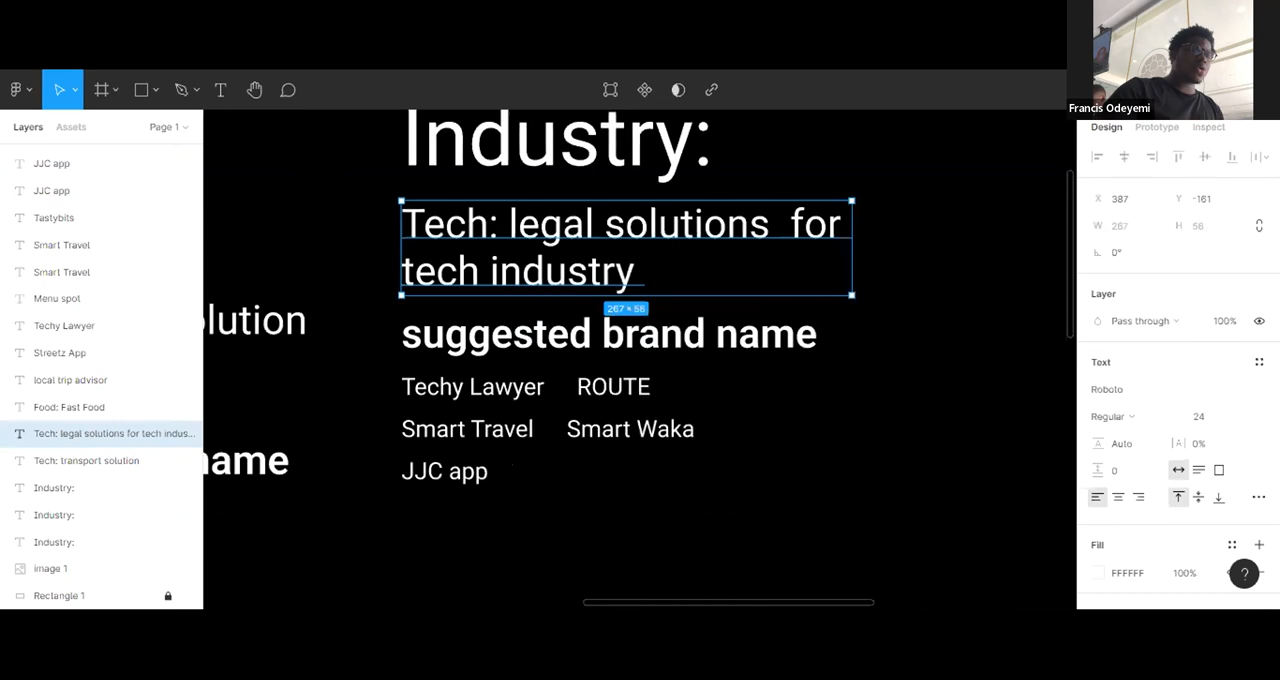 Francis Odeyemi
Layers Assets Page 1
JJC app
JJC app
Tastybits
Smart Travel
Smart Travel
Menu spot
Techy Lawyer
Streetz App
local trip advisor
Food: Fast Food
Tech: legal solutions for tech indus...
Tech: transport solution
Industry:
Industry:
Industry:
image 1
Rectangle 1
olution
name
Industry:
Tech: legal solutions for
tech industry
267 × 56
suggested brand name
Techy Lawyer ROUTE
Smart Travel Smart Waka
JJC app
Design Prototype Inspect
X 387 Y -161
W 267 H 56
0°
Layer
Pass through 100%
Text
Roboto
Regular 24
Auto |A| 0%
0
Fill
FFFFFF 100%
?